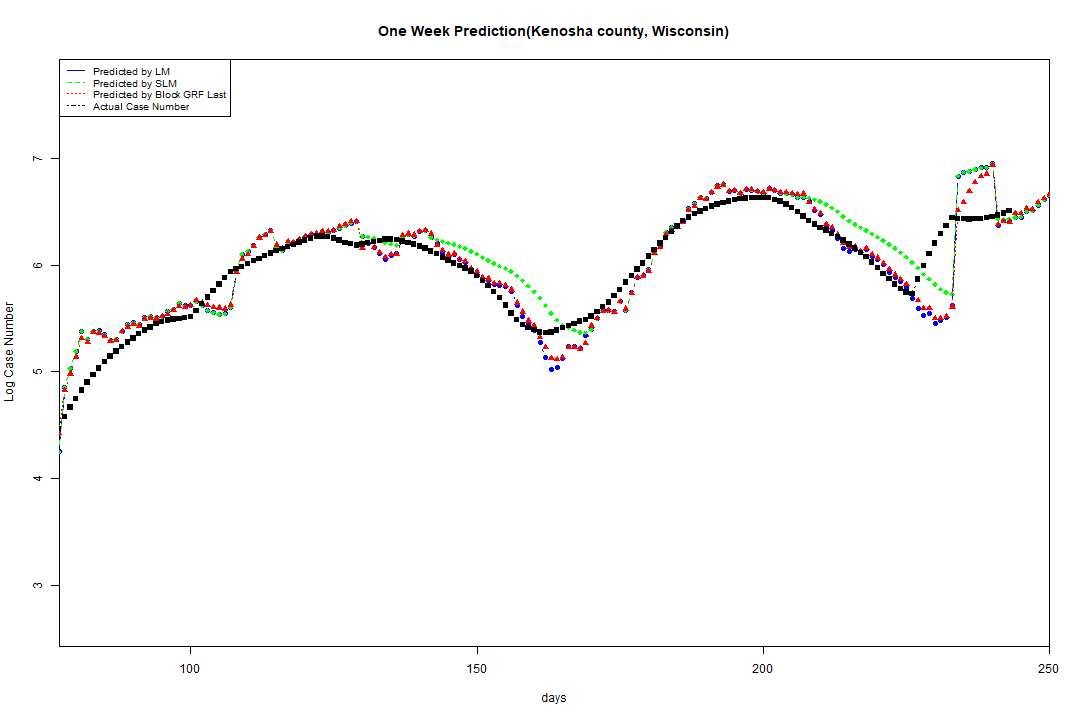 One Week Prediction(Kenosha county, Wisconsin)
Predicted by LM
Predicted by SLM
Predicted by Block GRF Last
Actual Case Number
7
6
5
4
3
Log Case Number
100
150
200
250
days